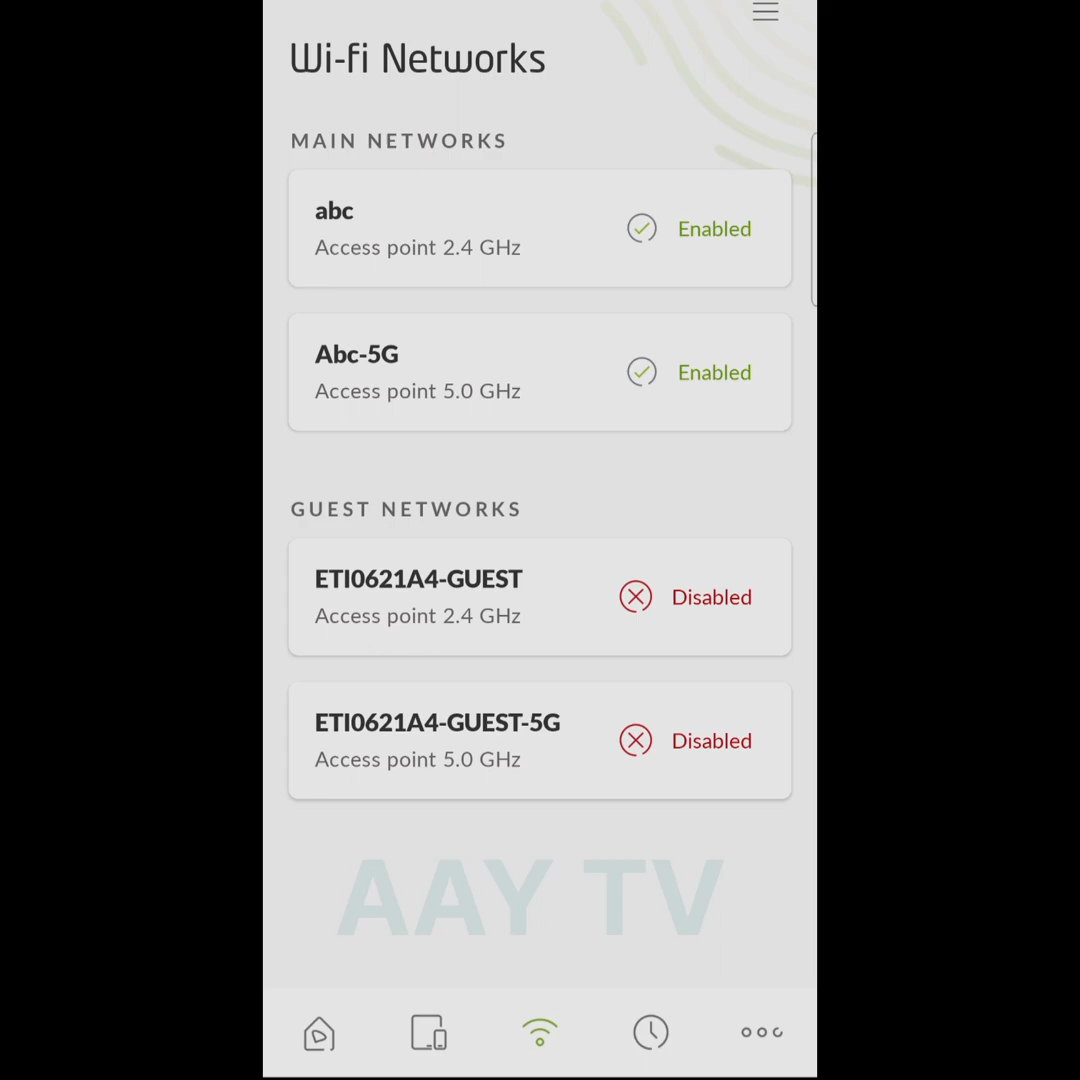 Wi-fi Networks
MAIN NETWORKS
abc
Access point 2.4 GHz
Enabled
Abc-5G
Access point 5.0 GHz
Enabled
GUEST NETWORKS
ETI0621A4-GUEST
Access point 2.4 GHz
Disabled
ETI0621A4-GUEST-5G
Access point 5.0 GHz
Disabled
AAY TV